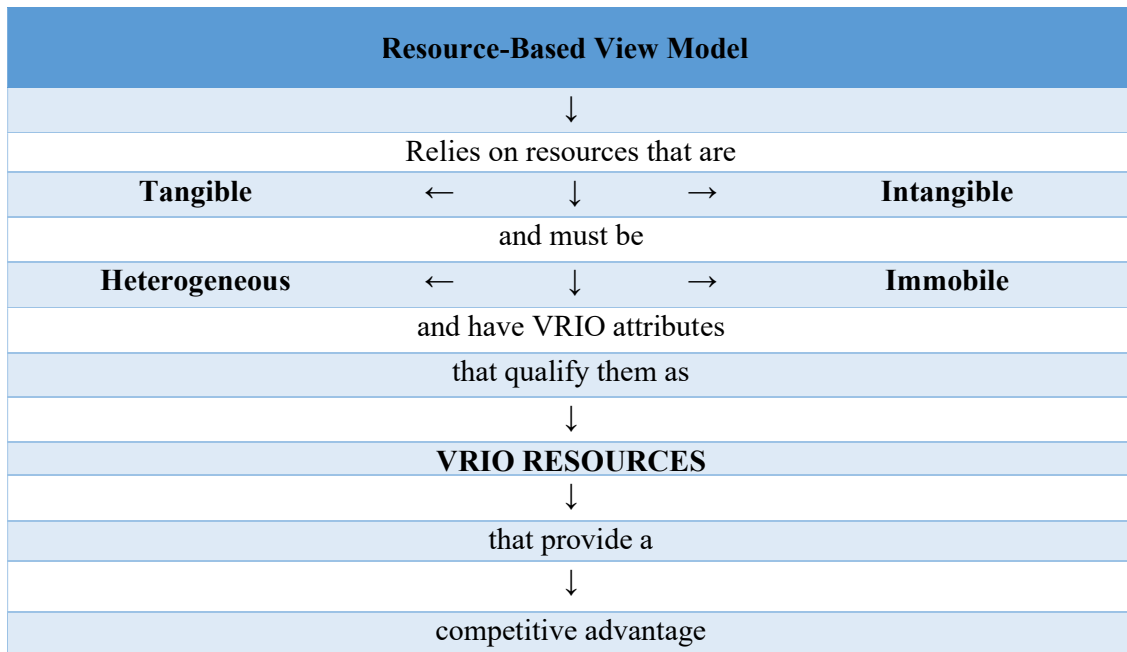 Resource-Based View Model
↓
Relies on resources that are
Tangible ← ↓ → Intangible
and must be
Heterogeneous ← ↓ → Immobile
and have VRIO attributes
that qualify them as
↓
VRIO RESOURCES
↓
that provide a
↓
competitive advantage